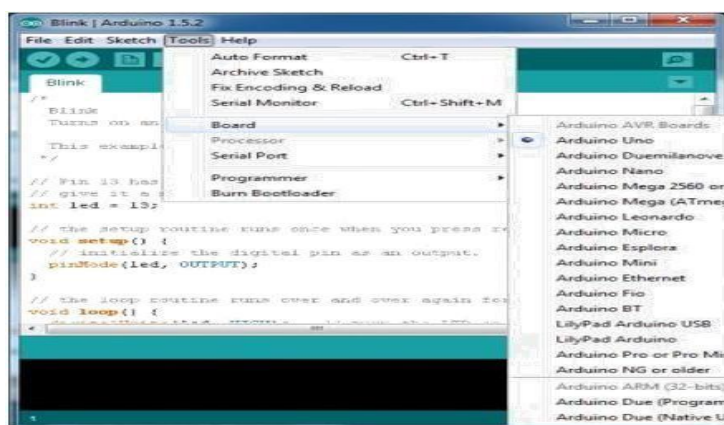 Blink | Arduino 1.5.2
File Edit Sketch Tools Help
Blink
Auto Format Ctrl+T
Archive Sketch
Fix Encoding & Reload
Serial Monitor Ctrl+Shift+M
Board
Processor
Serial Port
Programmer
Burn Bootloader
Arduino AVR Boards
Arduino Uno
Arduino Duemilanove
Arduino Nano
Arduino Mega 2560 or
Arduino Mega (ATmeg
Arduino Leonardo
Arduino Micro
Arduino Esplora
Arduino Mini
Arduino Ethernet
Arduino Fio
Arduino BT
LilyPad Arduino USB
LilyPad Arduino
Arduino Pro or Pro Mi
Arduino NG or older
Arduino ARM (32-bits)
Arduino Due (Program
Arduino Due (Native U
/*
Blink
Turns on an
This exampl
*/
// Pin 13 has
// give it a
int led = 13;
// the setup routine runs once when you press re
void setup() {
// initialize the digital pin as an output.
pinMode(led, OUTPUT);
}
// the loop routine runs over and over again for
void loop() {
1